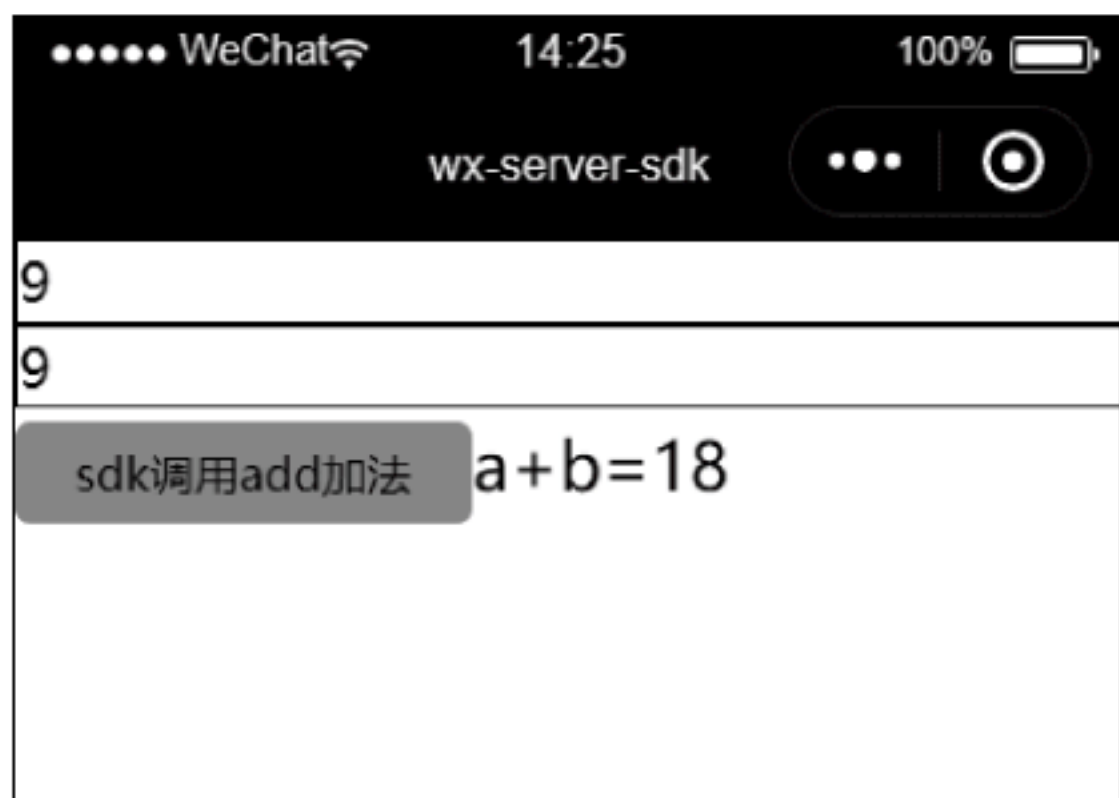 WeChat 14:25 100%
wx-server-sdk
9
9
sdk调用add加法 a+b=18